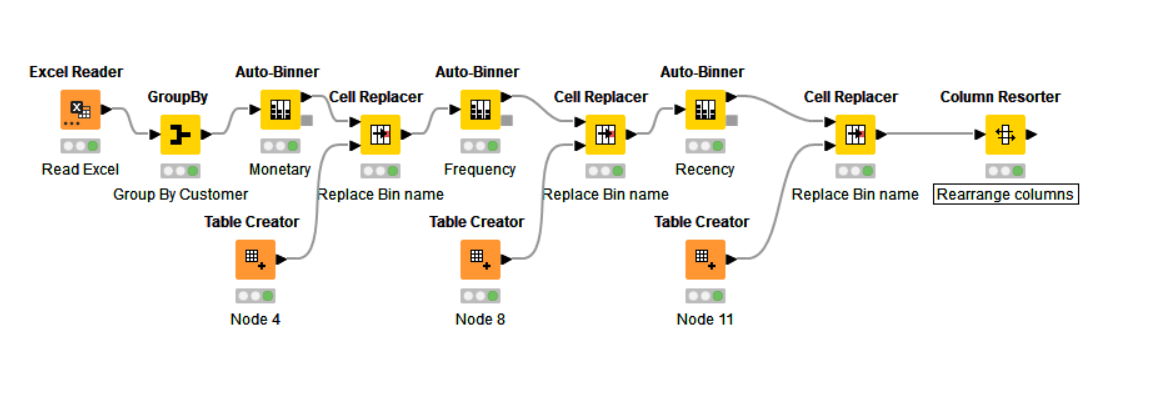 Excel Reader
Auto-Binner
Auto-Binner
Auto-Binner
GroupBy
Cell Replacer
Cell Replacer
Cell Replacer
Column Resorter
Read Excel
Monetary
Frequency
Recency
Group By Customer
Replace Bin name
Replace Bin name
Replace Bin name
Rearrange columns
Table Creator
Table Creator
Table Creator
Node 4
Node 8
Node 11